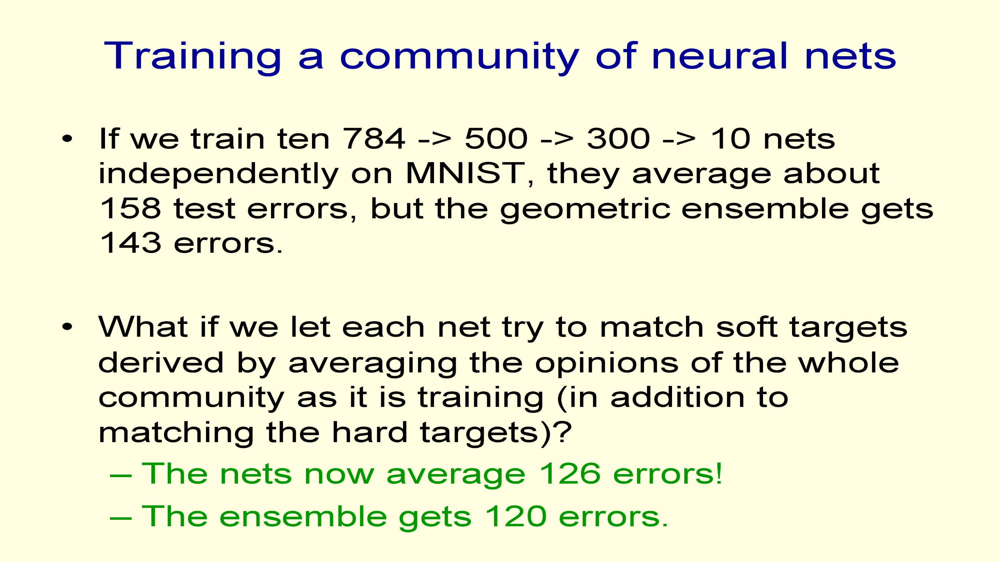 Training a community of neural nets
• If we train ten 784 -> 500 -> 300 -> 10 nets
independently on MNIST, they average about
158 test errors, but the geometric ensemble gets
143 errors.
• What if we let each net try to match soft targets
derived by averaging the opinions of the whole
community as it is training (in addition to
matching the hard targets)?
– The nets now average 126 errors!
– The ensemble gets 120 errors.